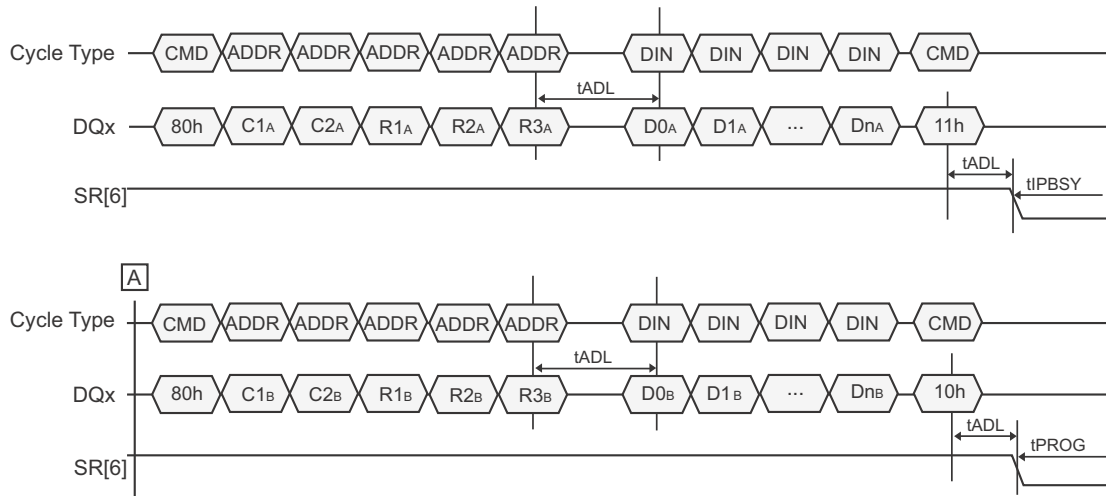 Cycle Type CMD ADDR ADDR ADDR ADDR ADDR DIN DIN DIN DIN CMD
tADL
DQx 80h C1A C2A R1A R2A R3A D0A D1A ... DnA 11h
tADL
SR[6] tIPBSY
A
Cycle Type CMD ADDR ADDR ADDR ADDR ADDR DIN DIN DIN DIN CMD
tADL
DQx 80h C1B C2B R1B R2B R3B D0B D1B ... DnB 10h
tADL
SR[6] tPROG